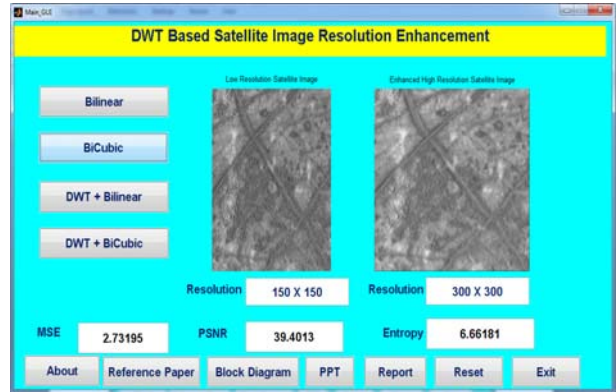 Main_GUI
DWT Based Satellite Image Resolution Enhancement
Low Resolution Satellite Image
Enhanced High Resolution Satellite Image
Bilinear
BiCubic
DWT + Bilinear
DWT + BiCubic
Resolution 150 X 150 Resolution 300 X 300
MSE 2.73195 PSNR 39.4013 Entropy 6.66181
About Reference Paper Block Diagram PPT Report Reset Exit